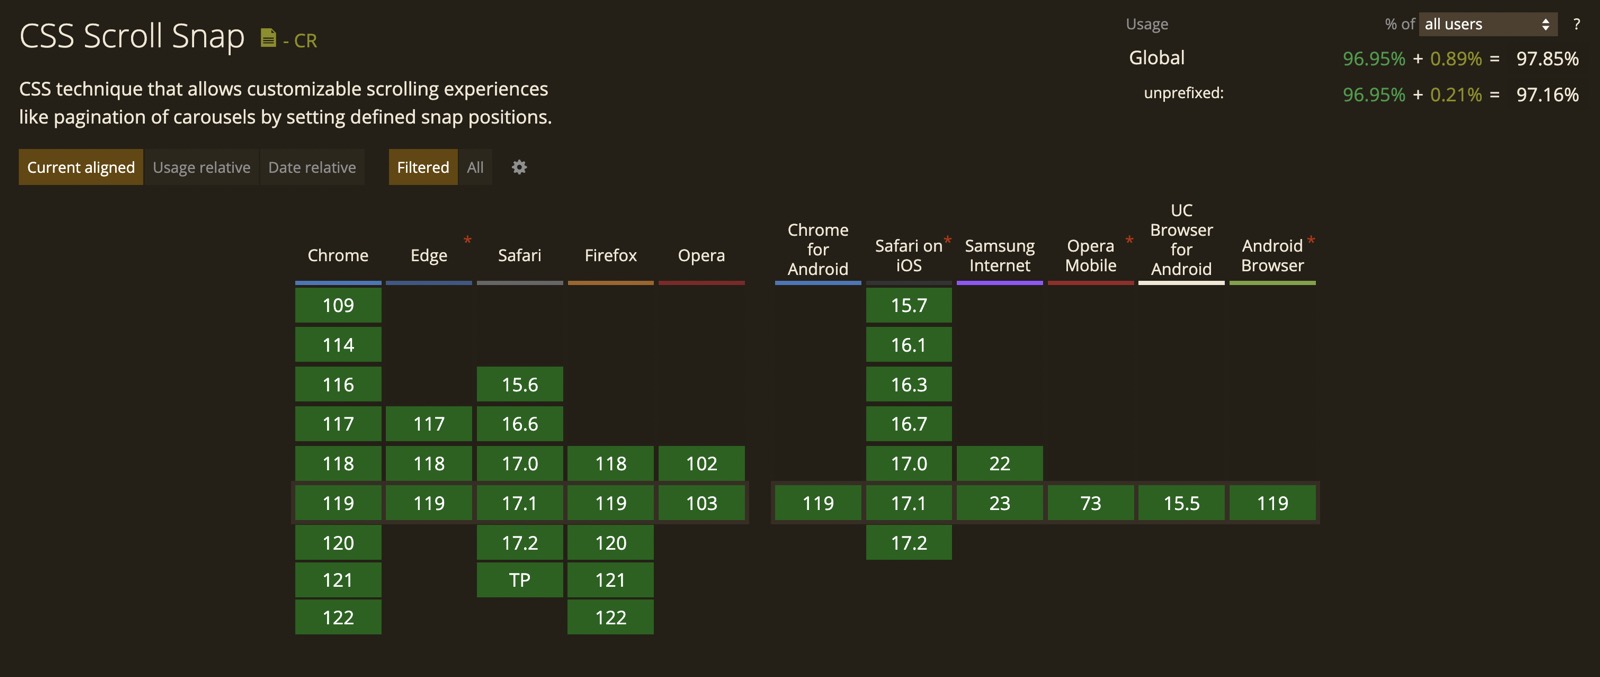 CSS Scroll Snap - CR
Usage % of all users ?
Global 96.95% + 0.89% = 97.85%
unprefixed: 96.95% + 0.21% = 97.16%
CSS technique that allows customizable scrolling experiences
like pagination of carousels by setting defined snap positions.
Current aligned Usage relative Date relative Filtered All
Chrome Edge * Safari Firefox Opera Chrome for Android Safari on iOS * Samsung Internet Opera Mobile * UC Browser for Android Android Browser *
109 15.7
114 16.1
116 15.6 16.3
117 117 16.6 16.7
118 118 17.0 118 102 17.0 22
119 119 17.1 119 103 119 17.1 23 73 15.5 119
120 17.2 120 17.2
121 TP 121
122 122